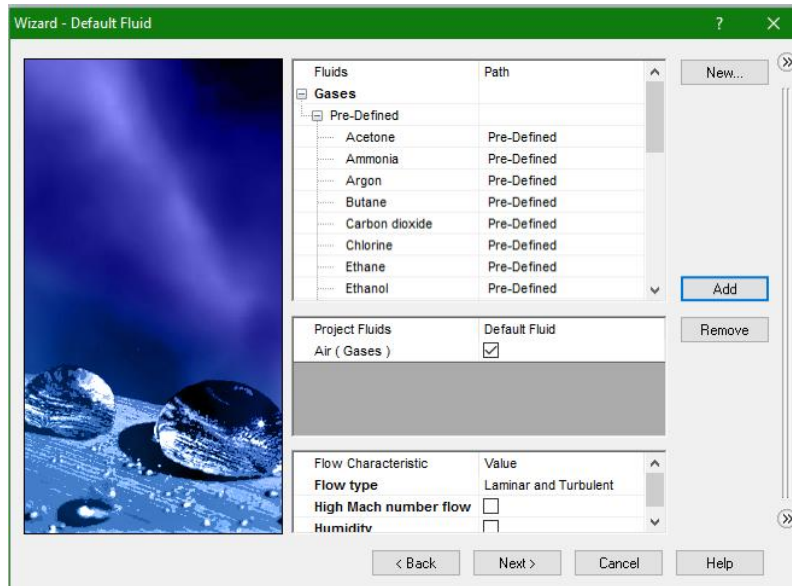 Wizard - Default Fluid ? ×
Fluids Path
Gases
Pre-Defined
Acetone Pre-Defined
Ammonia Pre-Defined
Argon Pre-Defined
Butane Pre-Defined
Carbon dioxide Pre-Defined
Chlorine Pre-Defined
Ethane Pre-Defined
Ethanol Pre-Defined
New...
Add
Project Fluids Default Fluid
Air ( Gases )
Remove
Flow Characteristic Value
Flow type Laminar and Turbulent
High Mach number flow
Humidity
< Back Next > Cancel Help